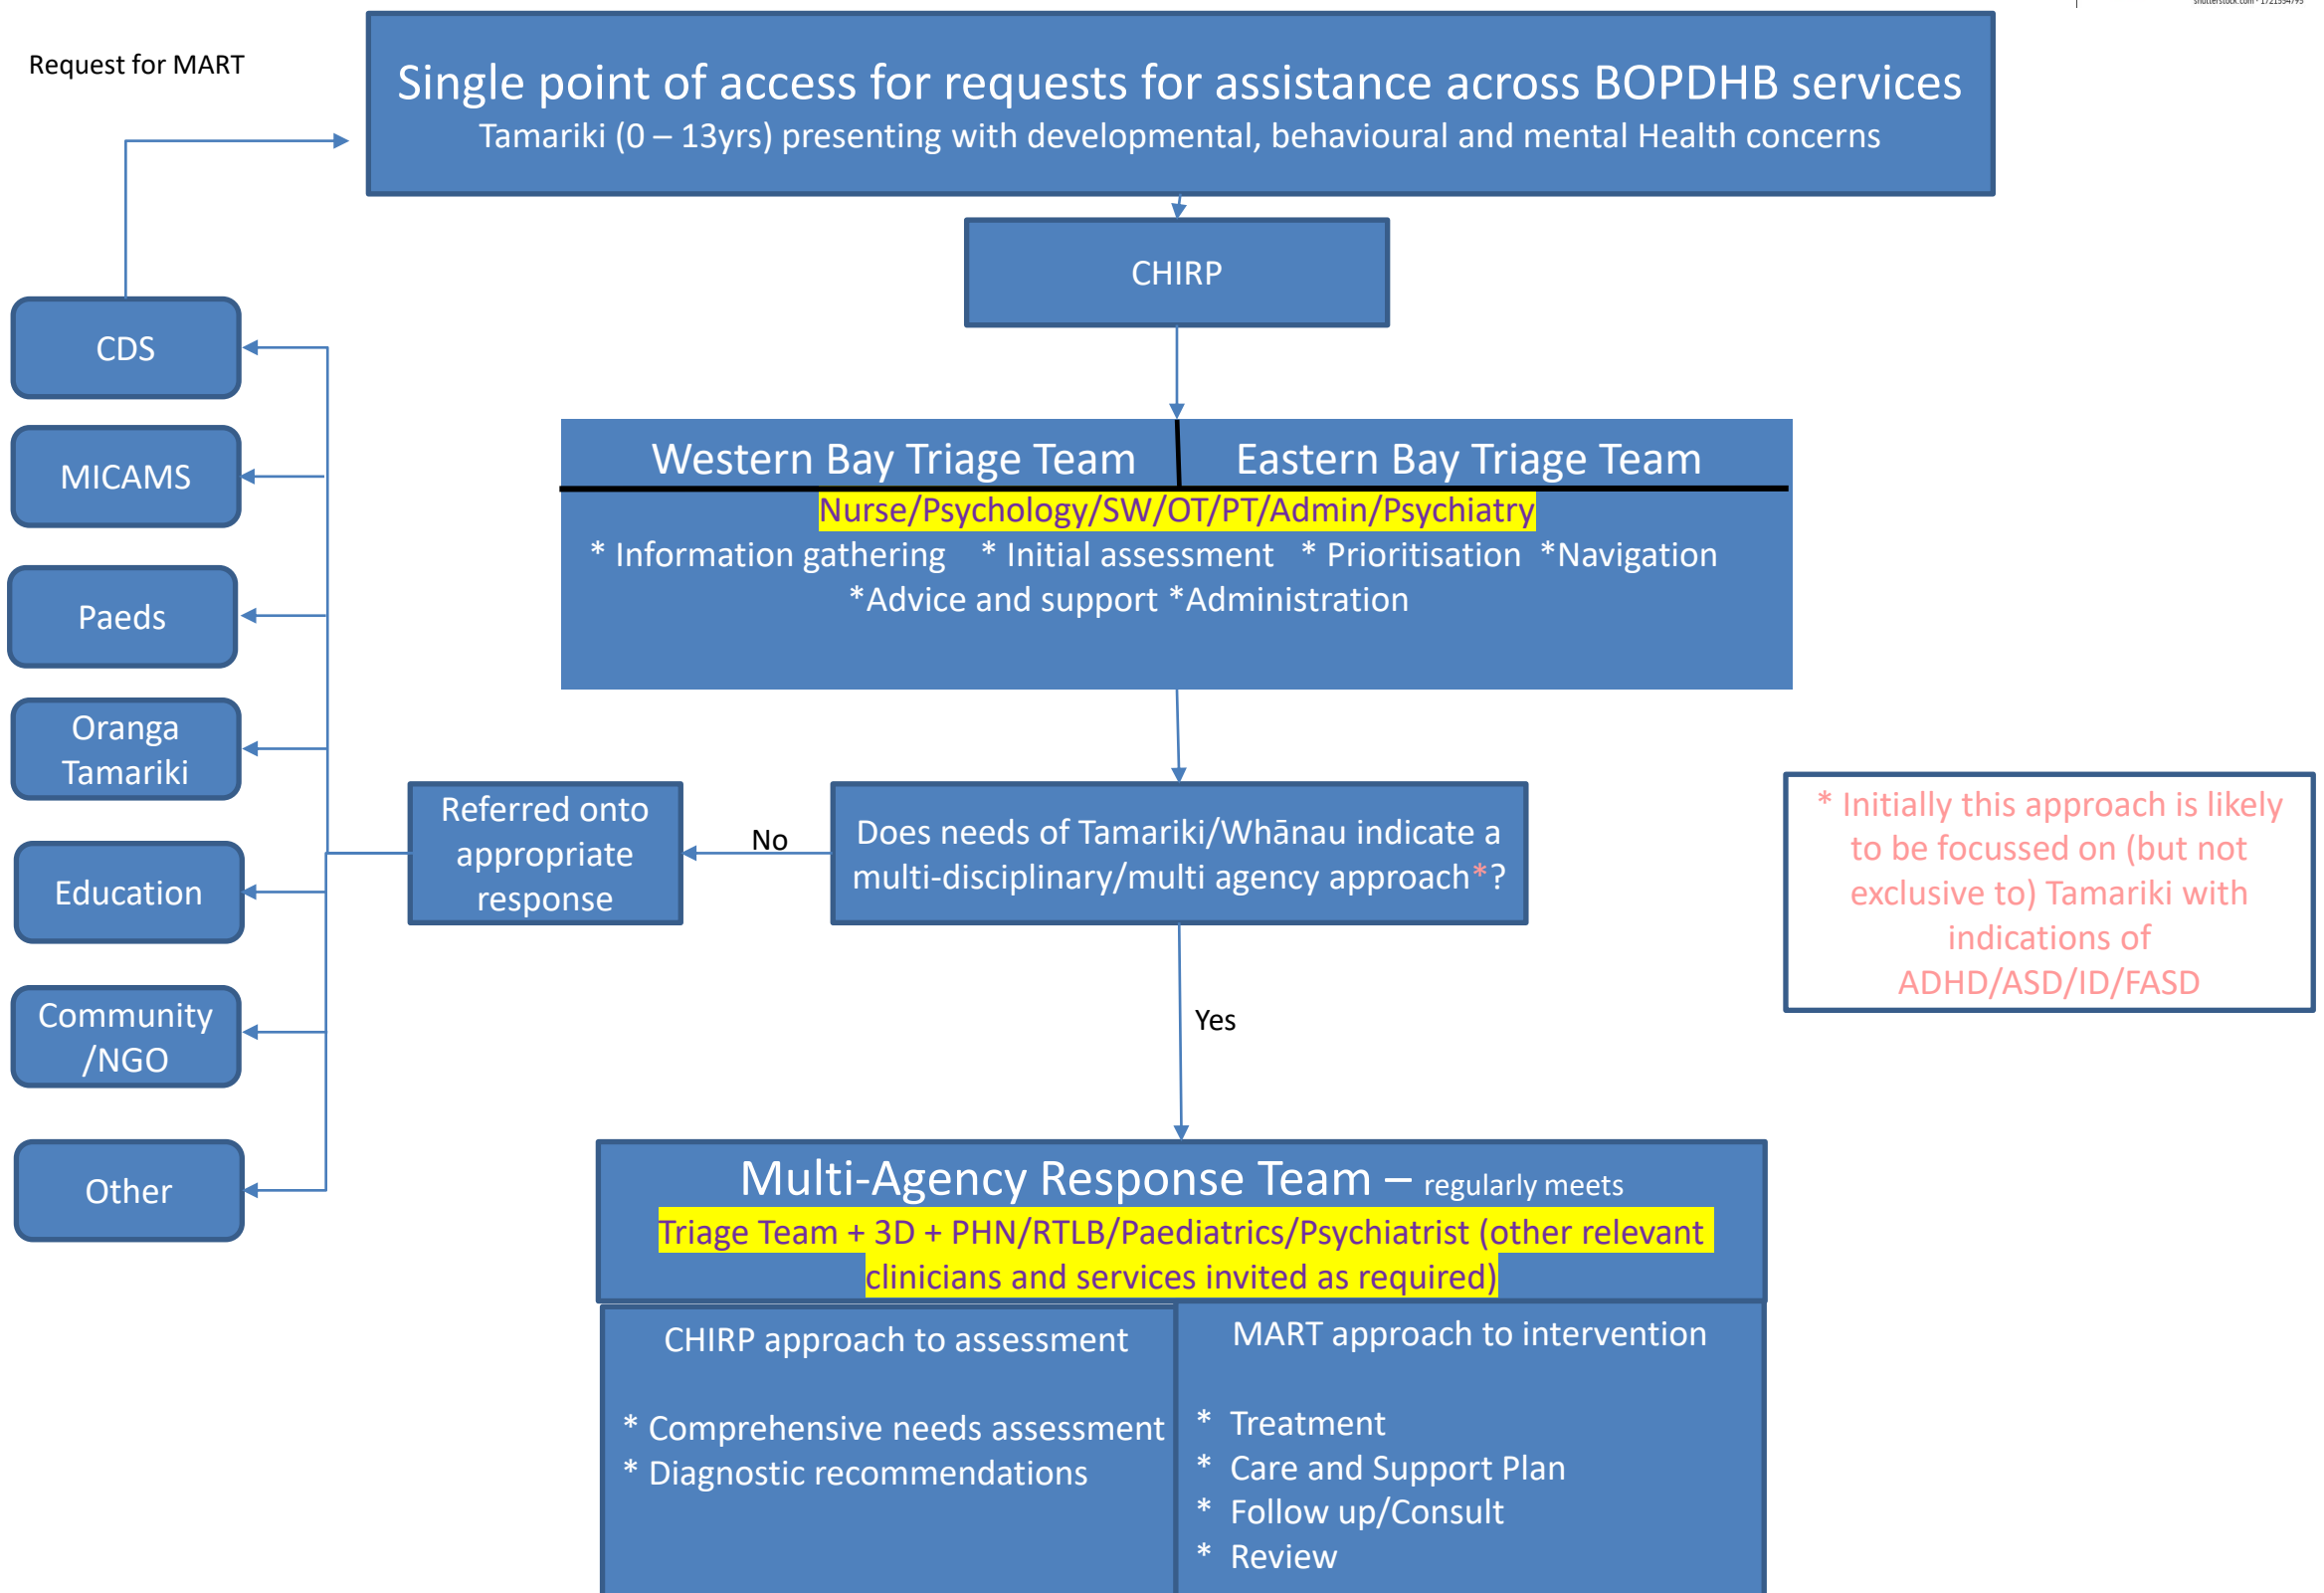 shutterstock.com · 1721554795
Request for MART
Single point of access for requests for assistance across BOPDHB services
Tamariki (0 – 13yrs) presenting with developmental, behavioural and mental Health concerns
CHIRP
CDS
MICAMS
Paeds
Oranga
Tamariki
Education
Community
/NGO
Other
Western Bay Triage Team
Eastern Bay Triage Team
Nurse/Psychology/SW/OT/PT/Admin/Psychiatry
* Information gathering * Initial assessment * Prioritisation *Navigation
*Advice and support *Administration
Referred onto
appropriate
response
No
Does needs of Tamariki/Whānau indicate a
multi-disciplinary/multi agency approach*?
* Initially this approach is likely
to be focussed on (but not
exclusive to) Tamariki with
indications of
ADHD/ASD/ID/FASD
Yes
Multi-Agency Response Team – regularly meets
Triage Team + 3D + PHN/RTLB/Paediatrics/Psychiatrist (other relevant
clinicians and services invited as required)
CHIRP approach to assessment
* Comprehensive needs assessment
* Diagnostic recommendations
MART approach to intervention
* Treatment
* Care and Support Plan
* Follow up/Consult
* Review